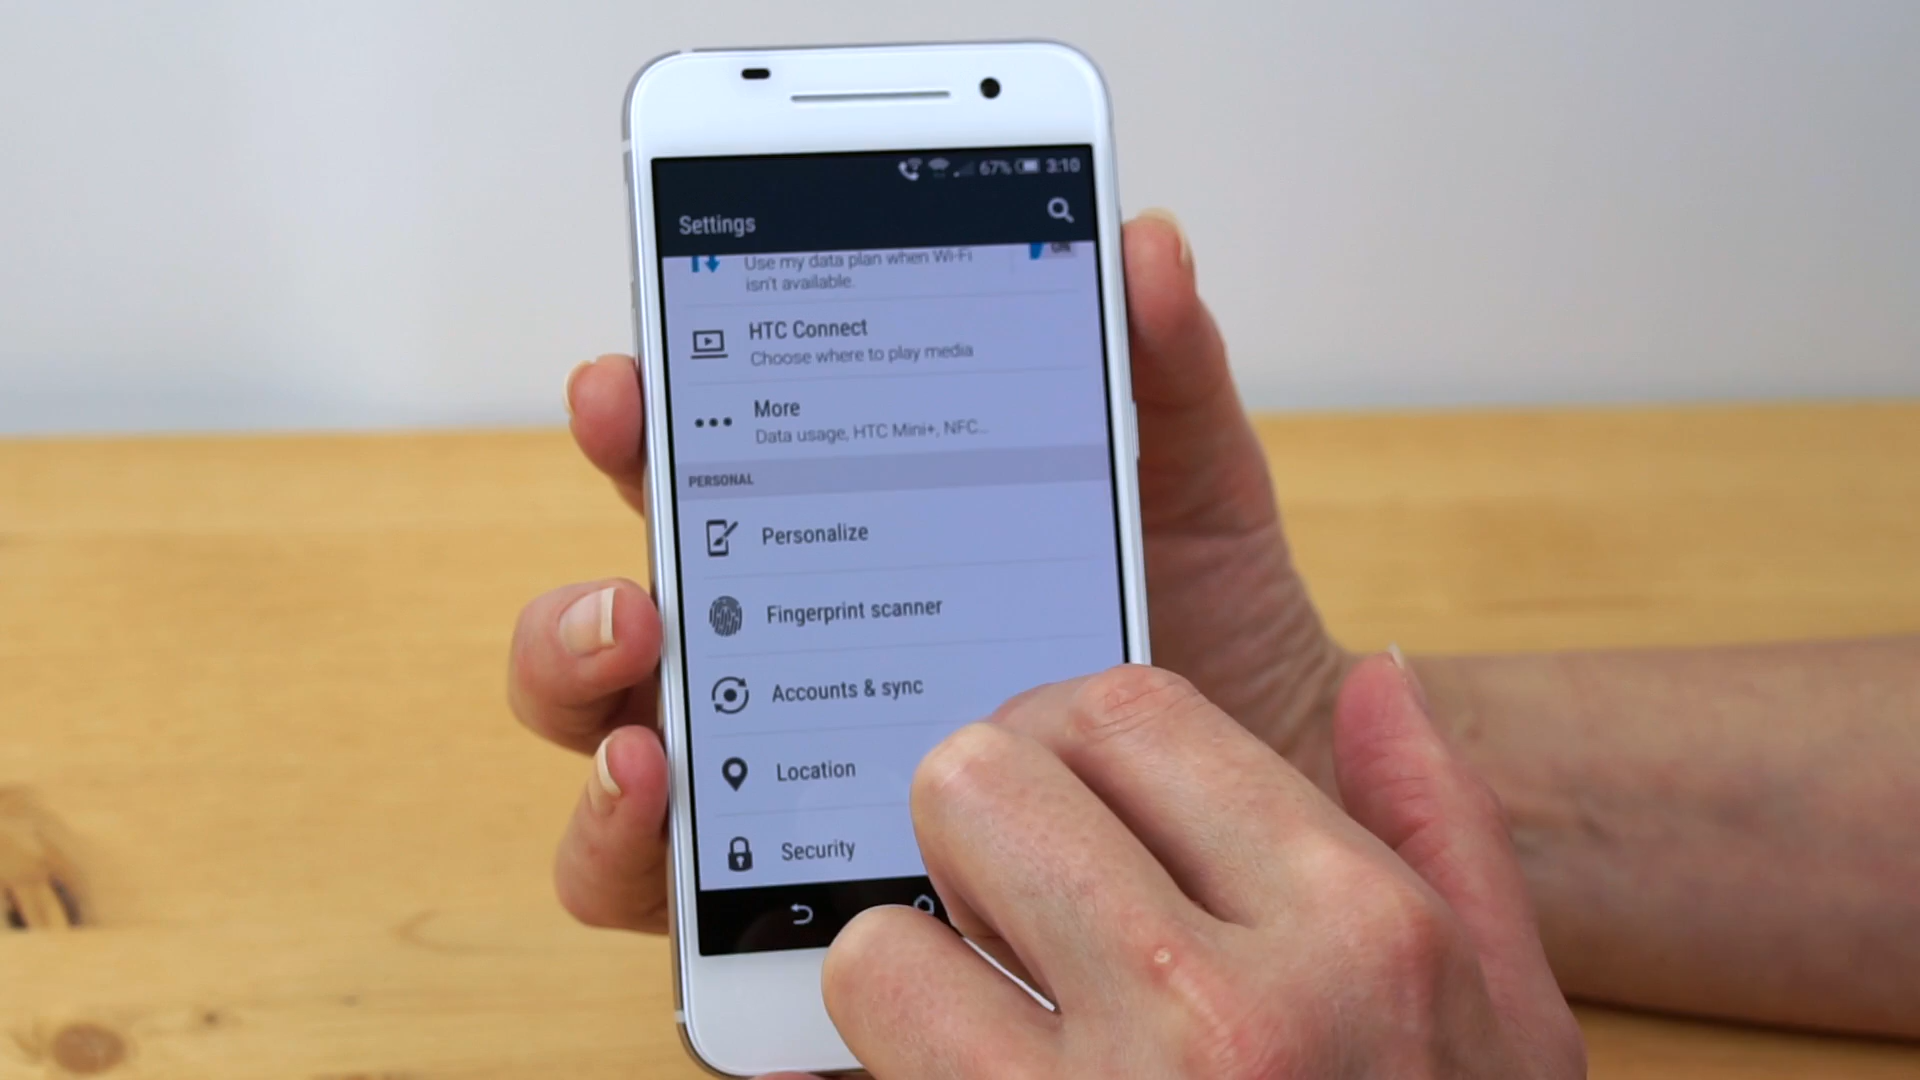 67% 3:10
Settings
Use my data plan when Wi-Fi
isn't available.
HTC Connect
Choose where to play media
More
Data usage, HTC Mini+, NFC...
PERSONAL
Personalize
Fingerprint scanner
Accounts & sync
Location
Security